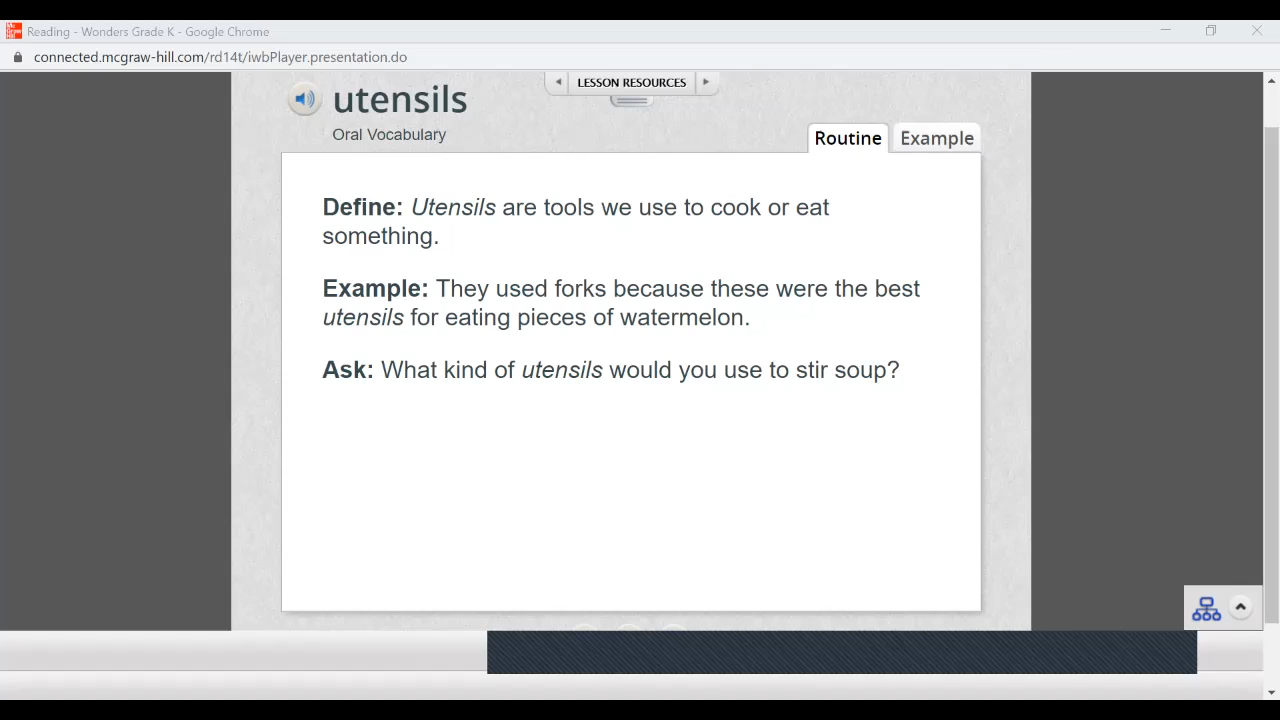 Mc
Graw
Hill
Reading - Wonders Grade K - Google Chrome
connected.mcgraw-hill.com/rd14t/iwbPlayer.presentation.do
LESSON RESOURCES
utensils
Oral Vocabulary
Routine Example
Define: Utensils are tools we use to cook or eat
something.
Example: They used forks because these were the best
utensils for eating pieces of watermelon.
Ask: What kind of utensils would you use to stir soup?